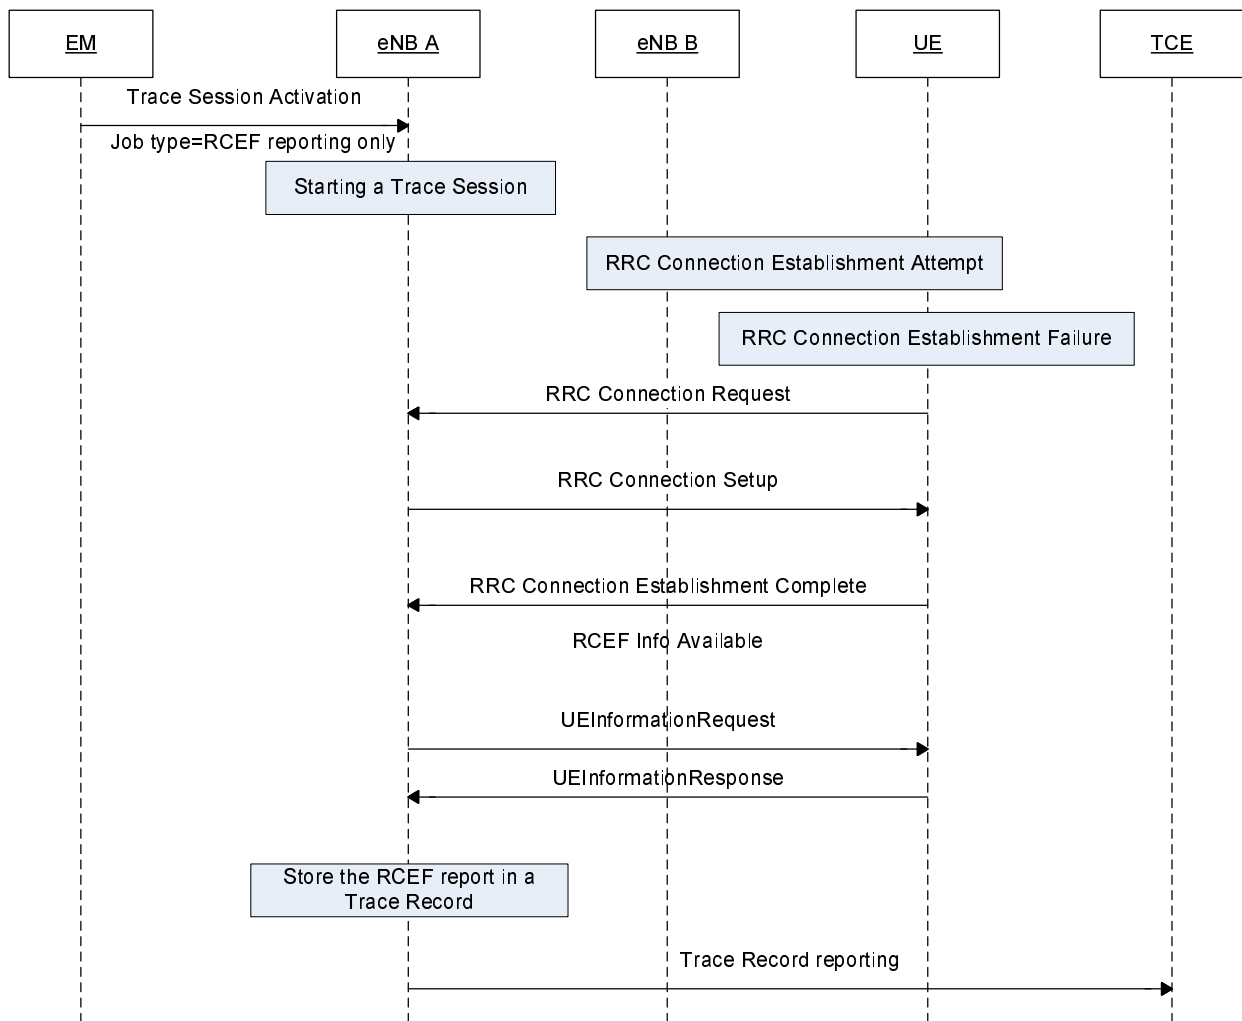 EM
eNB A
eNB B
UE
TCE
Trace Session Activation
Job type=RCEF reporting only
Starting a Trace Session
RRC Connection Establishment Attempt
RRC Connection Establishment Failure
RRC Connection Request
RRC Connection Setup
RRC Connection Establishment Complete
RCEF Info Available
UEInformationRequest
UEInformationResponse
Store the RCEF report in a
Trace Record
Trace Record reporting